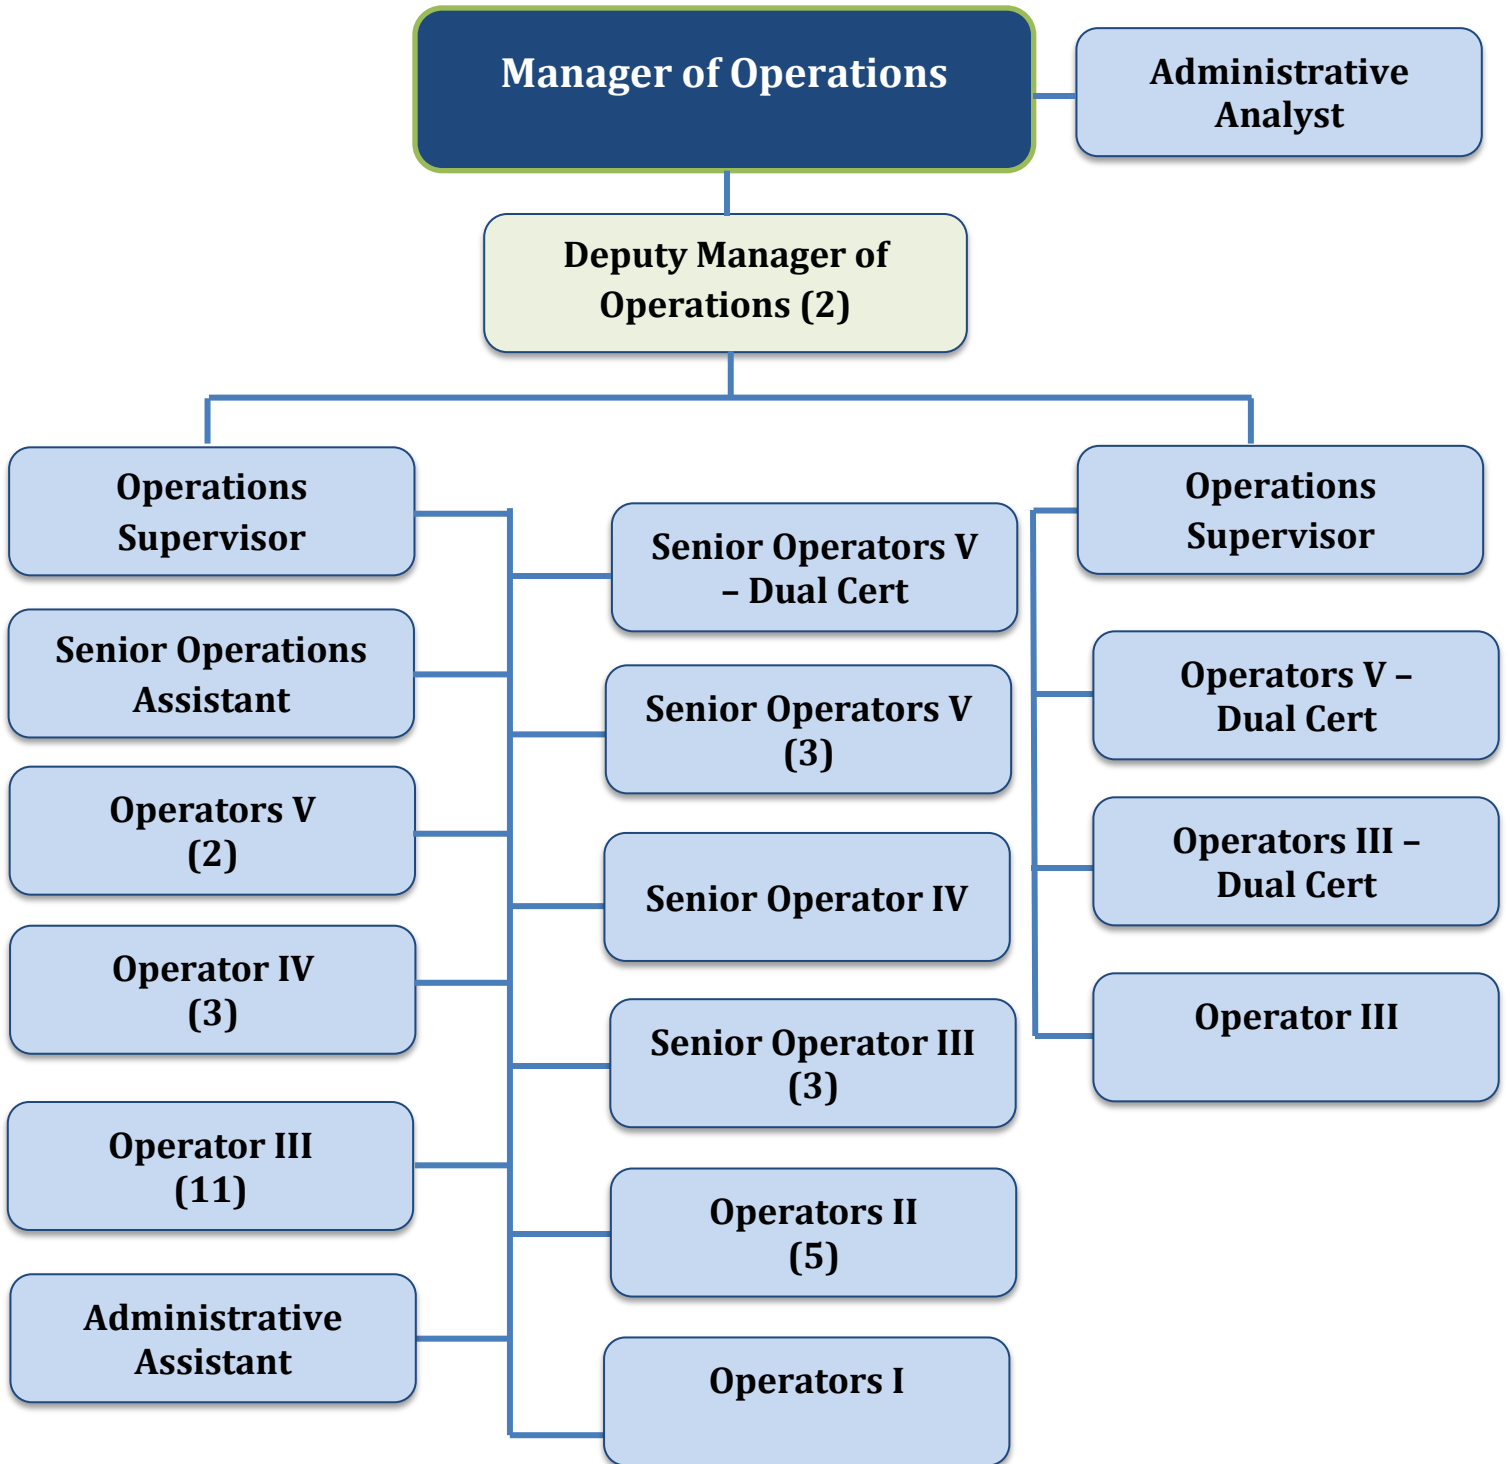 Manager of Operations
Administrative
Analyst
Deputy Manager of
Operations (2)
Operations
Supervisor
Senior Operations
Assistant
Operators V
(2)
Operator IV
(3)
Operator III
(11)
Administrative
Assistant
Senior Operators V
– Dual Cert
Senior Operators V
(3)
Senior Operator IV
Senior Operator III
(3)
Operators II
(5)
Operators I
Operations
Supervisor
Operators V –
Dual Cert
Operators III –
Dual Cert
Operator III